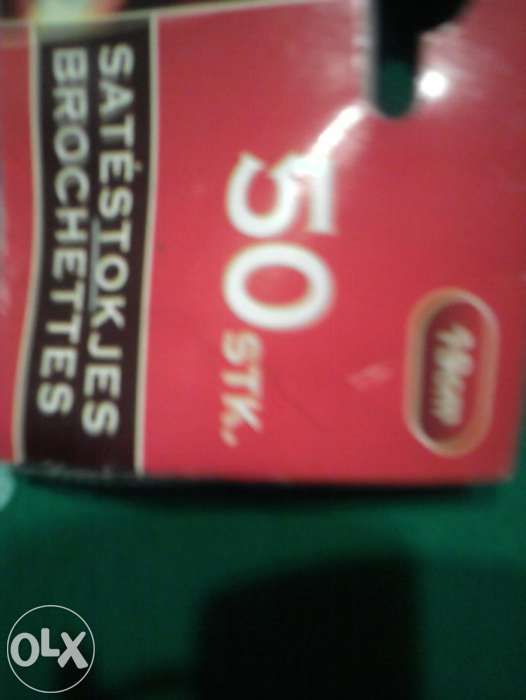 SATÉSTOKJES
BROCHETTES
50
STK.
OLX